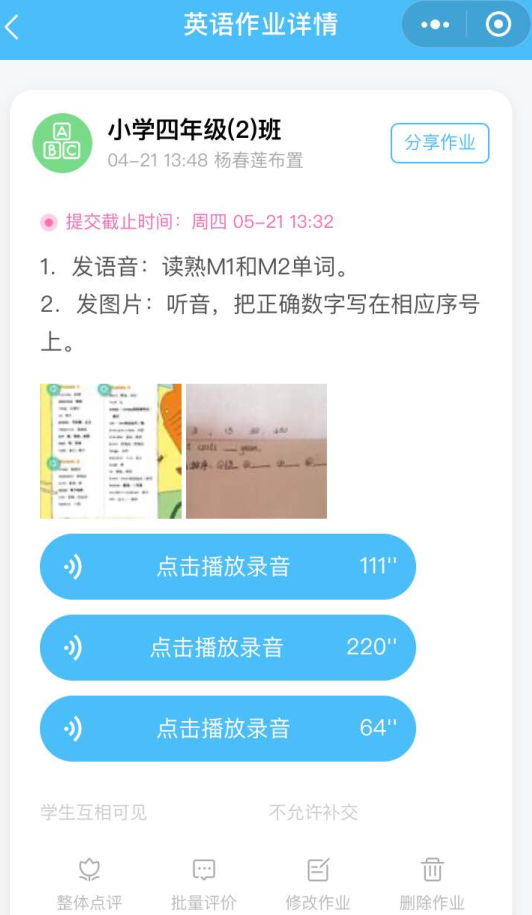 英语作业详情
A
B C
小学四年级(2)班
04-21 13:48 杨春莲布置
分享作业
提交截止时间：周四 05-21 13:32
1. 发语音：读熟M1和M2单词。
2. 发图片：听音，把正确数字写在相应序号
上。
点击播放录音 111''
点击播放录音 220''
点击播放录音 64''
学生互相可见 不允许补交
整体点评 批量评价 修改作业 删除作业